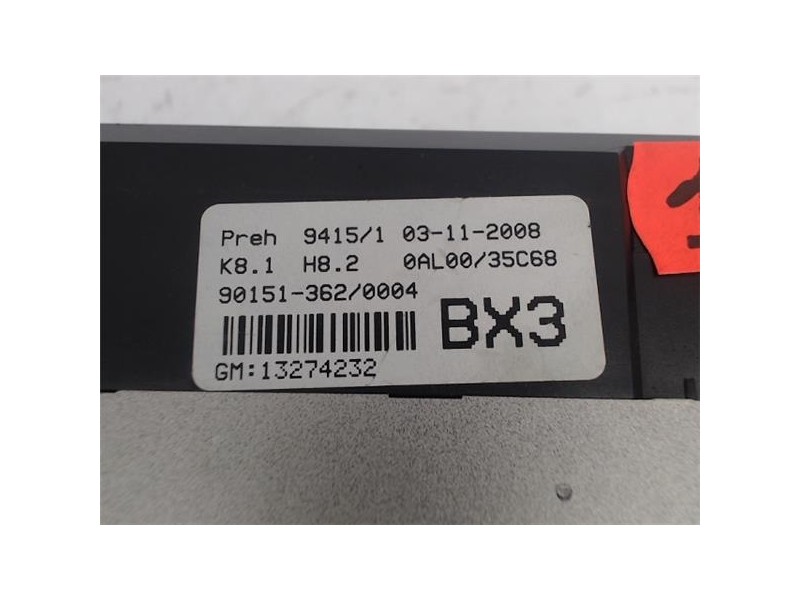 Preh 9415/1 03-11-2008
K8.1 H8.2 0AL00/35C68
90151-362/0004
BX3
GM:13274232